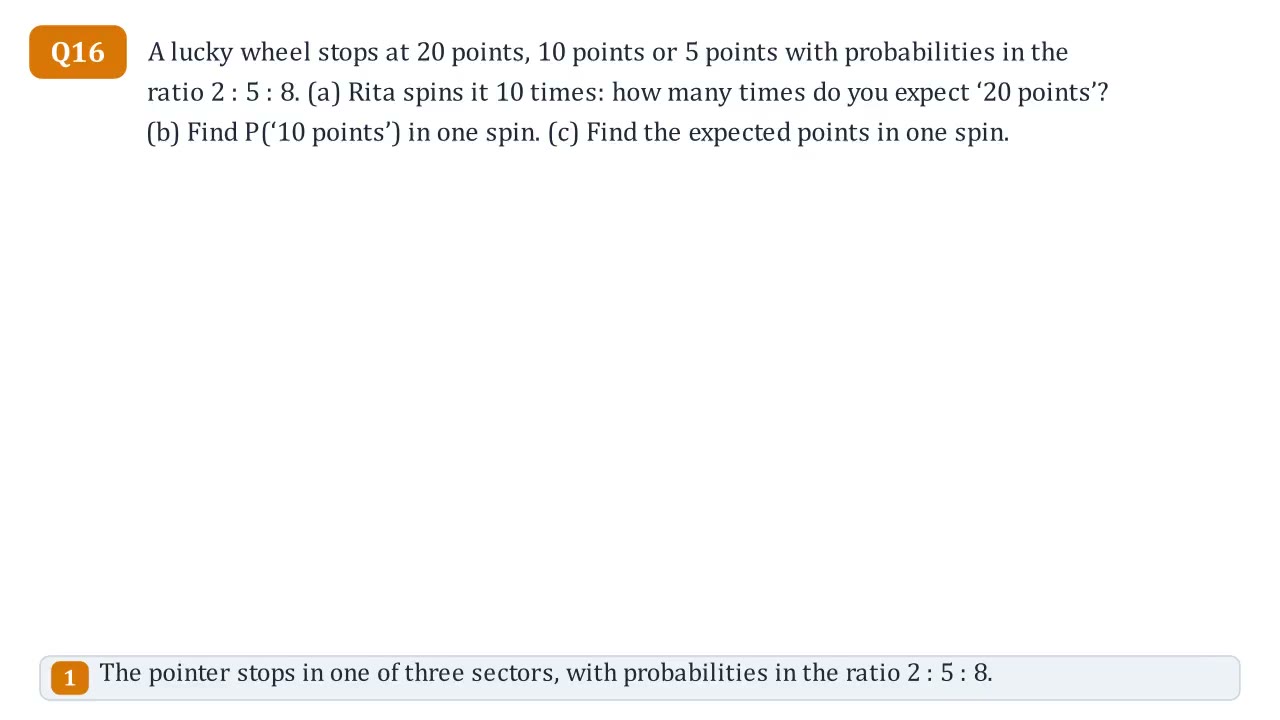 Q16
A lucky wheel stops at 20 points, 10 points or 5 points with probabilities in the
ratio 2 : 5 : 8. (a) Rita spins it 10 times: how many times do you expect ‘20 points’?
(b) Find P(‘10 points’) in one spin. (c) Find the expected points in one spin.
1 The pointer stops in one of three sectors, with probabilities in the ratio 2 : 5 : 8.